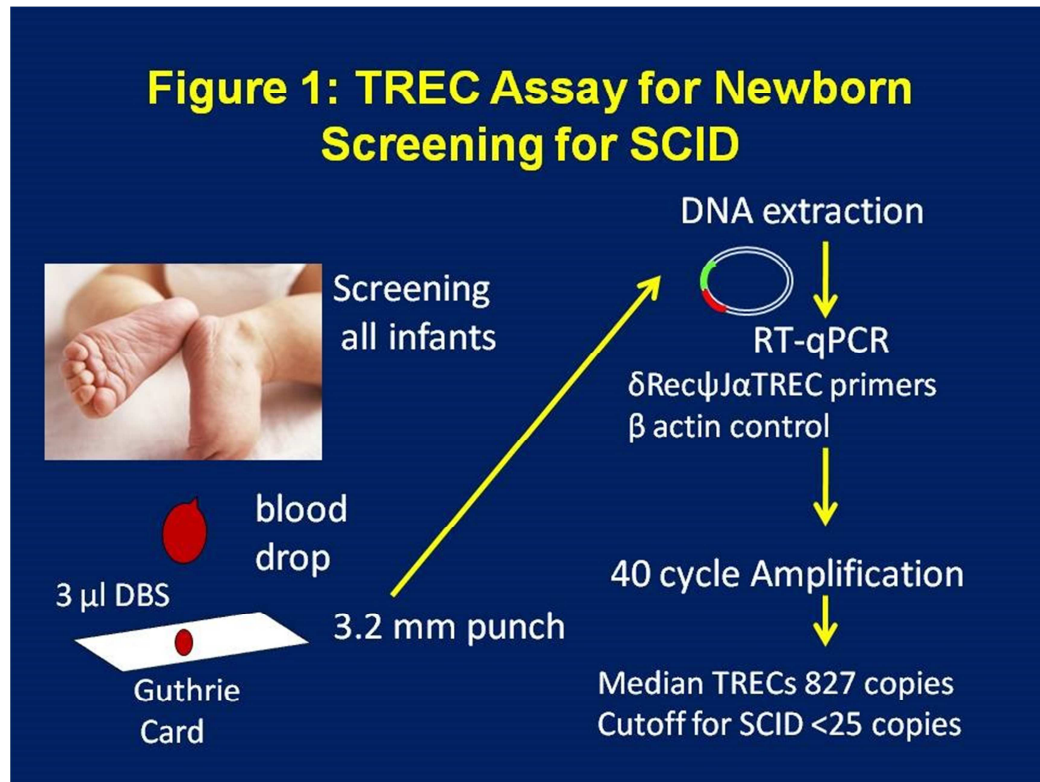 Figure 1: TREC Assay for Newborn
Screening for SCID
Screening
all infants
blood
drop
3 µl DBS
3.2 mm punch
Guthrie
Card
DNA extraction
RT-qPCR
δRecψJαTREC primers
β actin control
40 cycle Amplification
Median TRECs 827 copies
Cutoff for SCID <25 copies